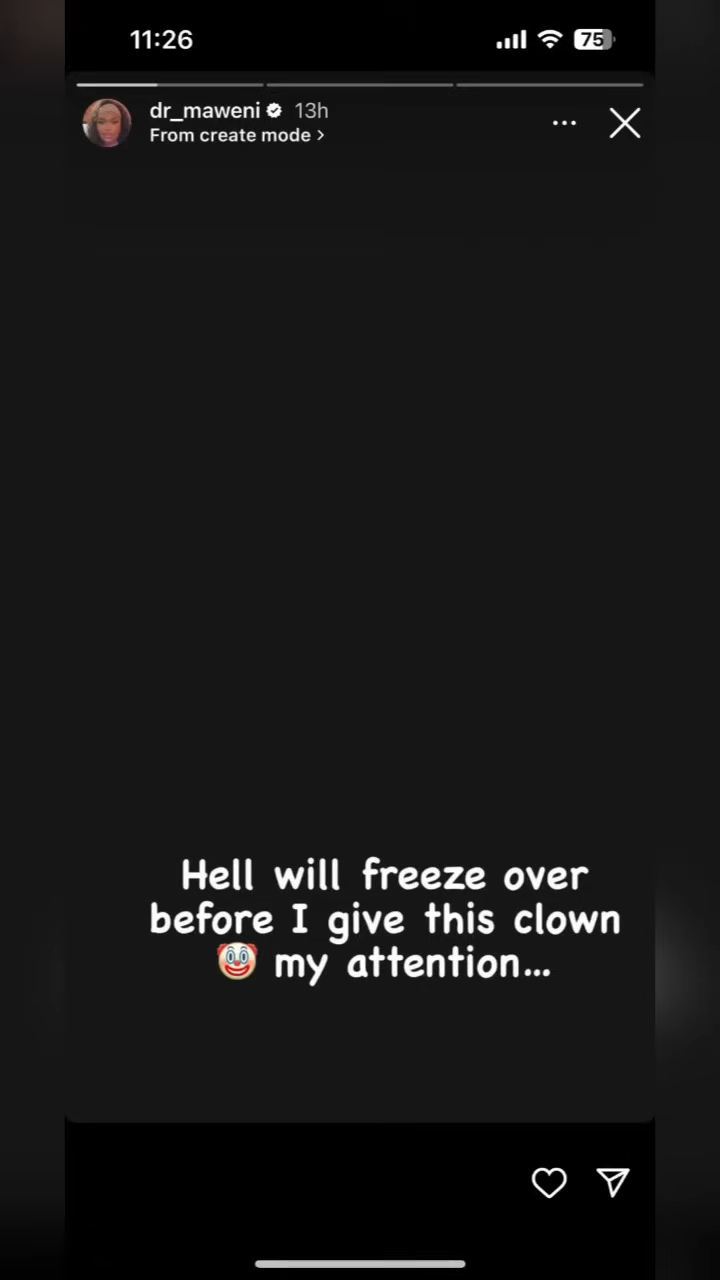 11:26
75
dr_maweni 13h
From create mode >
Hell will freeze over
before I give this clown
🤡 my attention...